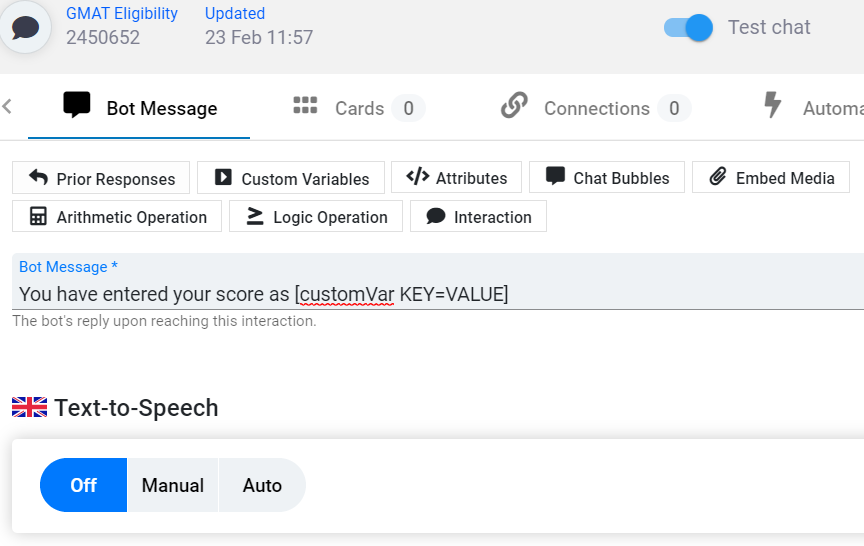 GMAT Eligibility Updated
2450652 23 Feb 11:57 Test chat
Bot Message Cards 0 Connections 0
Prior Responses Custom Variables </> Attributes Chat Bubbles Embed Media
Arithmetic Operation Logic Operation Interaction
Bot Message *
You have entered your score as [customVar KEY=VALUE]
The bot's reply upon reaching this interaction.
Text-to-Speech
Off Manual Auto